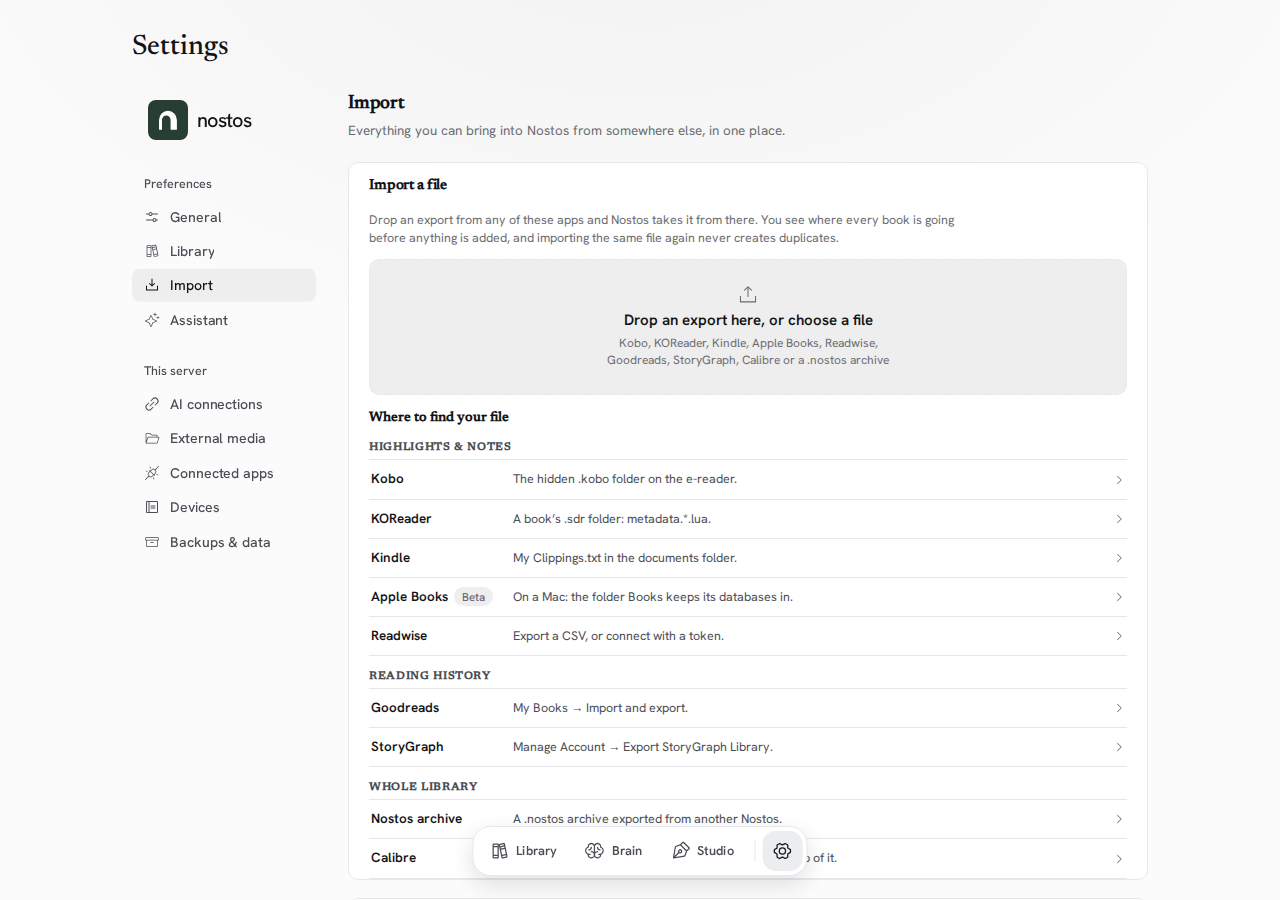 Settings
nostos
Preferences
General
Library
Import
Assistant
This server
AI connections
External media
Connected apps
Devices
Backups & data
Import
Everything you can bring into Nostos from somewhere else, in one place.
Import a file
Drop an export from any of these apps and Nostos takes it from there. You see where every book is going
before anything is added, and importing the same file again never creates duplicates.
Drop an export here, or choose a file
Kobo, KOReader, Kindle, Apple Books, Readwise,
Goodreads, StoryGraph, Calibre or a .nostos archive
Where to find your file
HIGHLIGHTS & NOTES
Kobo The hidden .kobo folder on the e-reader.
KOReader A book’s .sdr folder: metadata.*.lua.
Kindle My Clippings.txt in the documents folder.
Apple Books Beta On a Mac: the folder Books keeps its databases in.
Readwise Export a CSV, or connect with a token.
READING HISTORY
Goodreads My Books → Import and export.
StoryGraph Manage Account → Export StoryGraph Library.
WHOLE LIBRARY
Nostos archive A .nostos archive exported from another Nostos.
Calibre of it.
Library Brain Studio